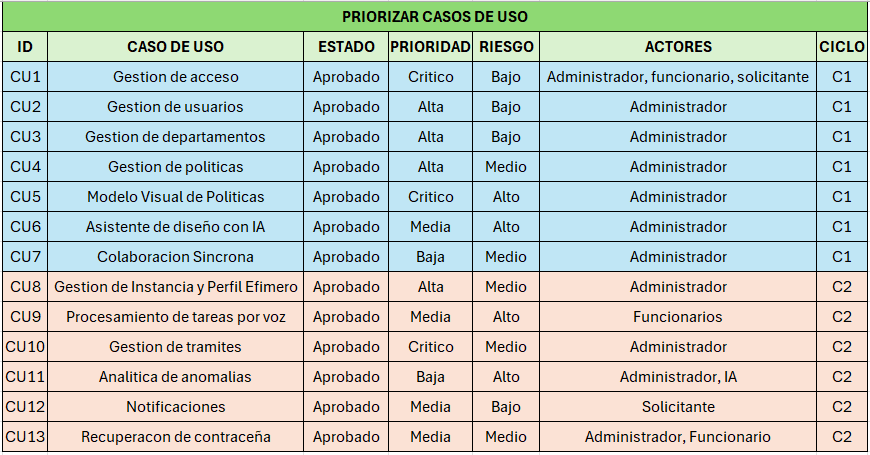 PRIORIZAR CASOS DE USO
ID CASO DE USO ESTADO PRIORIDAD RIESGO ACTORES CICLO
CU1 Gestion de acceso Aprobado Critico Bajo Administrador, funcionario, solicitante C1
CU2 Gestion de usuarios Aprobado Alta Bajo Administrador C1
CU3 Gestion de departamentos Aprobado Alta Bajo Administrador C1
CU4 Gestion de politicas Aprobado Alta Medio Administrador C1
CU5 Modelo Visual de Politicas Aprobado Critico Alto Administrador C1
CU6 Asistente de diseño con IA Aprobado Media Alto Administrador C1
CU7 Colaboracion Sincrona Aprobado Baja Medio Administrador C1
CU8 Gestion de Instancia y Perfil Efimero Aprobado Alta Medio Administrador C2
CU9 Procesamiento de tareas por voz Aprobado Media Alto Funcionarios C2
CU10 Gestion de tramites Aprobado Critico Medio Administrador C2
CU11 Analitica de anomalias Aprobado Baja Alto Administrador, IA C2
CU12 Notificaciones Aprobado Media Bajo Solicitante C2
CU13 Recuperacon de contraceña Aprobado Media Medio Administrador, Funcionario C2